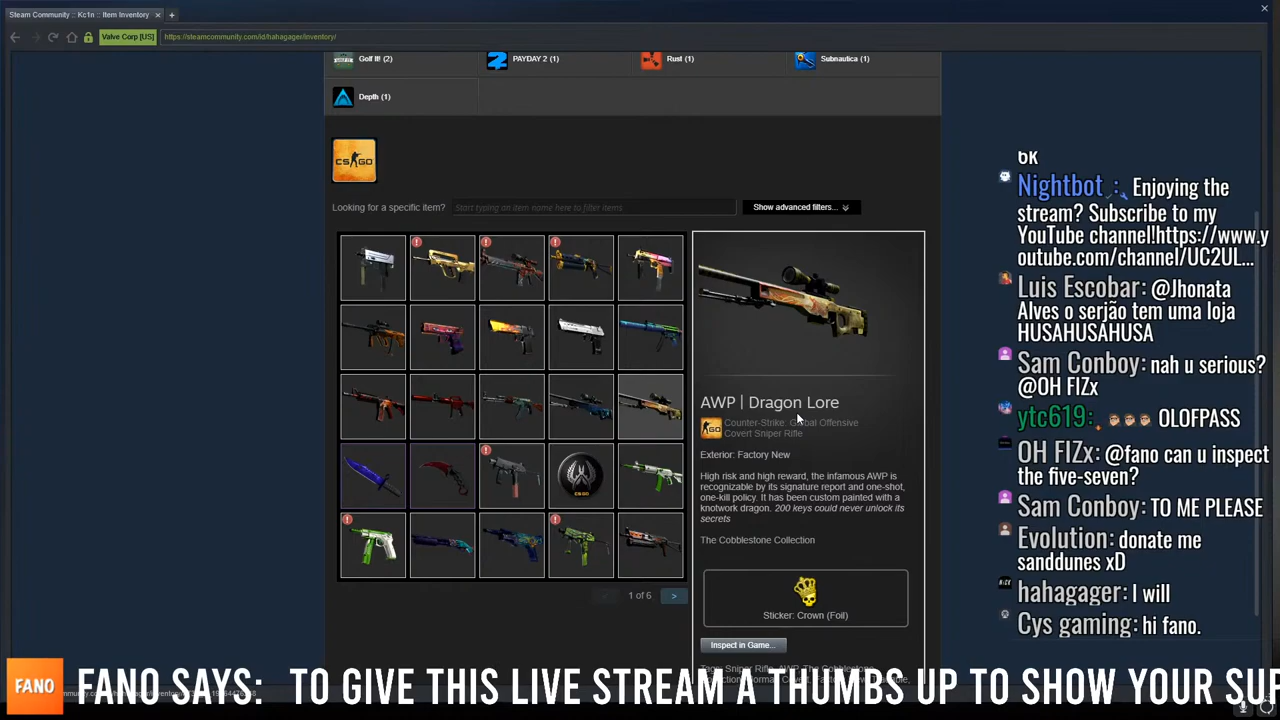 Steam Community :: Kc1n :: Item Inventory
Valve Corp [US]
https://steamcommunity.com/id/hahagager/inventory/
Golf It! (2)
PAYDAY 2 (1)
Rust (1)
Subnautica (1)
Depth (1)
CS GO
Looking for a specific item?
Start typing an item name here to filter items
Show advanced filters...
AWP | Dragon Lore
Counter-Strike: Global Offensive
Covert Sniper Rifle
Exterior: Factory New
High risk and high reward, the infamous AWP is
recognizable by its signature report and one-shot,
one-kill policy. It has been custom painted with a
knotwork dragon. 200 keys could never unlock its
secrets
The Cobblestone Collection
Sticker: Crown (Foil)
Inspect in Game...
Tags: Sniper Rifle, AWP, The Cobblestone
1 of 6
>
Nightbot : Enjoying the
stream? Subscribe to my
YouTube channel!https://www.y
outube.com/channel/UC2UL...
Luis Escobar: @Jhonata
Alves o serjão tem uma loja
HUSAHUSAHUSA
Sam Conboy: nah u serious?
@OH FIZx
ytc619: OLOFPASS
OH FIZx: @fano can u inspect
the five-seven?
Sam Conboy: TO ME PLEASE
Evolution: donate me
sanddunes xD
hahagager: I will
Cys gaming: hi fano.
FANO
FANO SAYS: TO GIVE THIS LIVE STREAM A THUMBS UP TO SHOW YOUR SUP